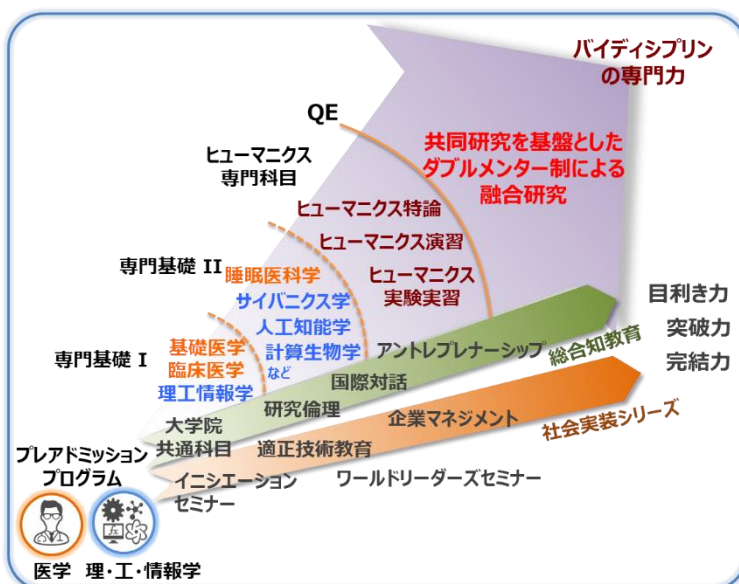 バイディシプリン
の専門力
QE
共同研究を基盤とした
ダブルメンター制による
融合研究
ヒューマニクス
専門科目
ヒューマニクス特論
ヒューマニクス演習
ヒューマニクス
実験実習
専門基礎 II
睡眠医科学
サイバニクス学
人工知能学
計算生物学
など
専門基礎 I
基礎医学
臨床医学
理工情報学
目利き力
突破力
完結力
アントレプレナーシップ
総合知教育
国際対話
研究倫理
大学院
共通科目
企業マネジメント
社会実装シリーズ
適正技術教育
プレアドミッション
プログラム
イニシエーション
セミナー
ワールドリーダーズセミナー
fx
医学
理・工・情報学